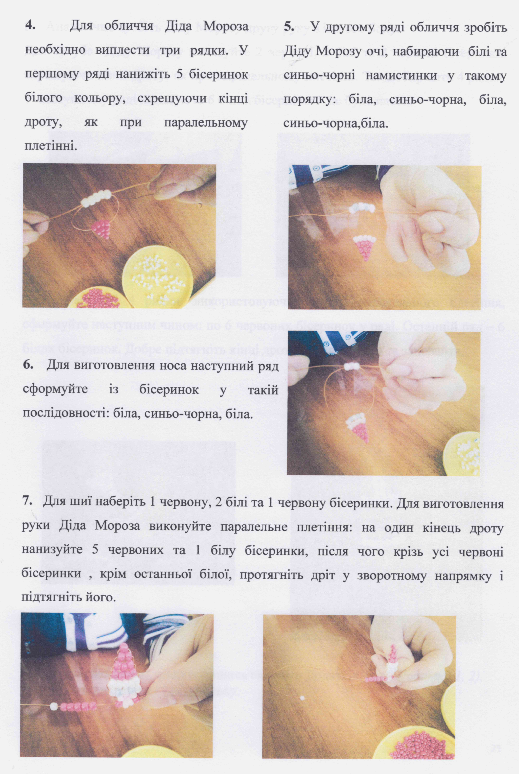 4. Для обличчя Діда Мороза
необхідно виплести три рядки. У
першому ряді нанижіть 5 бісеринок
білого кольору, схрещуючи кінці
дроту, як при паралельному
плетінні.
5. У другому ряді обличчя зробіть
Діду Морозу очі, набираючи білі та
синьо-чорні намистинки у такому
порядку: біла, синьо-чорна, біла,
синьо-чорна,біла.
6. Для виготовлення носа наступний ряд
сформуйте із бісеринок у такій
послідовності: біла, синьо-чорна, біла.
7. Для шиї наберіть 1 червону, 2 білі та 1 червону бісеринки. Для виготовлення
руки Діда Мороза виконуйте паралельне плетіння: на один кінець дроту
нанизуйте 5 червоних та 1 білу бісеринки, після чого крізь усі червоні
бісеринки , крім останньої білої, протягніть дріт у зворотному напрямку і
підтягніть його.